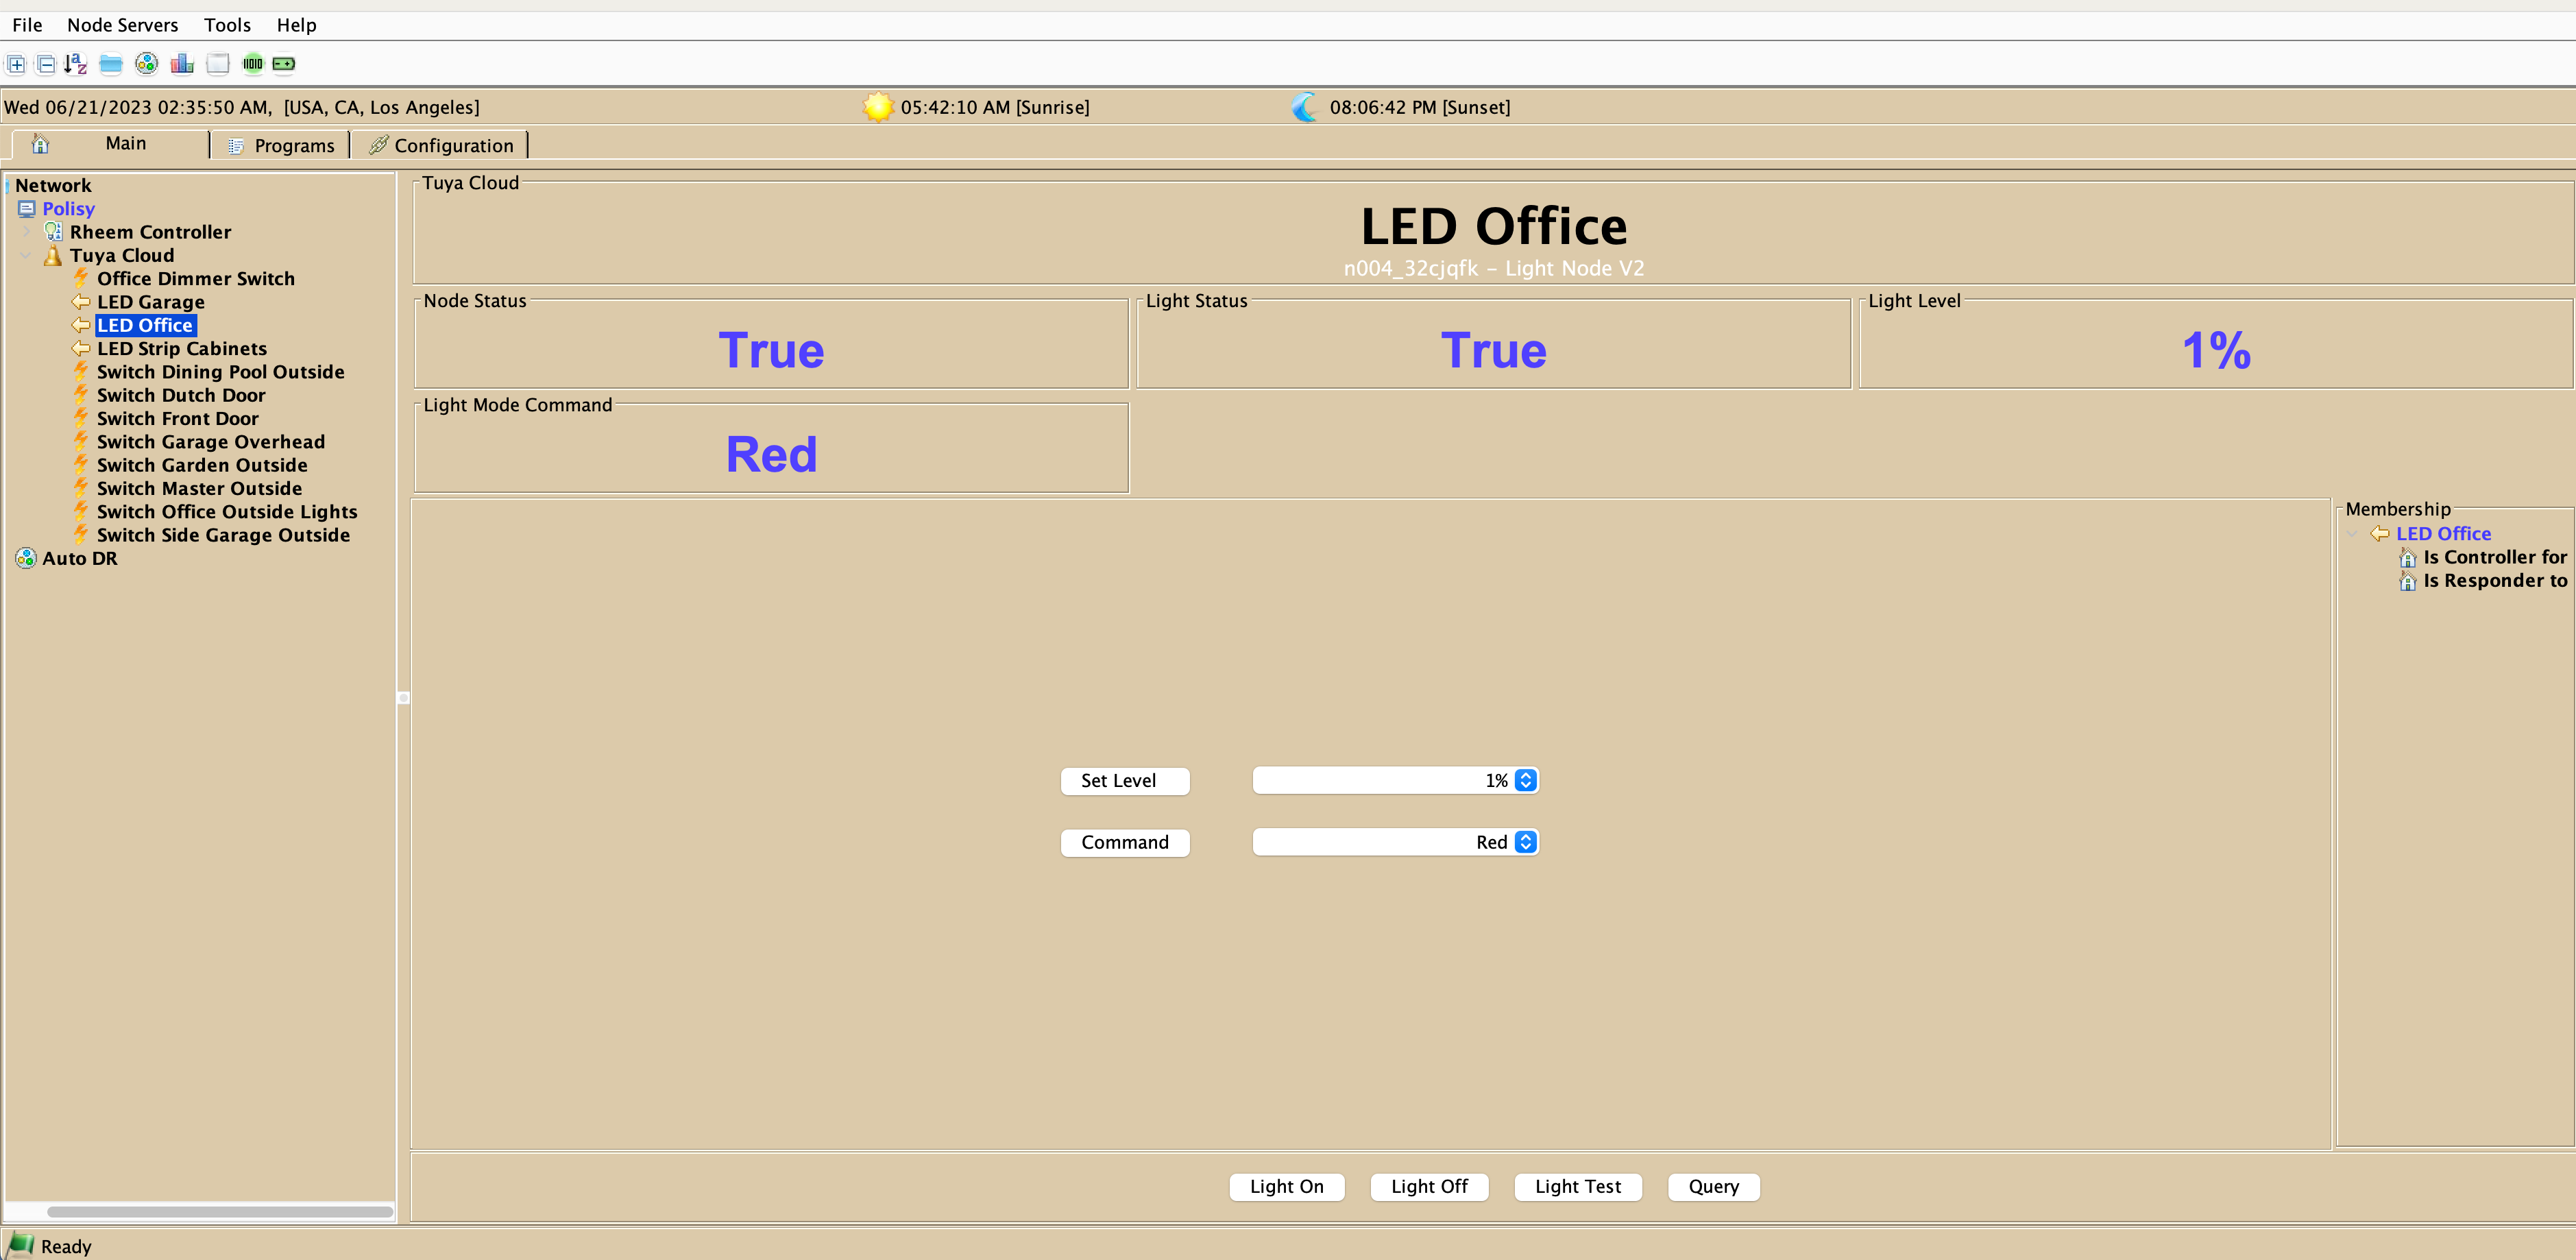 File Node Servers Tools Help
Wed 06/21/2023 02:35:50 AM, [USA, CA, Los Angeles] 05:42:10 AM [Sunrise] 08:06:42 PM [Sunset]
Main Programs Configuration
Network
Polisy
Rheem Controller
Tuya Cloud
Office Dimmer Switch
LED Garage
LED Office
LED Strip Cabinets
Switch Dining Pool Outside
Switch Dutch Door
Switch Front Door
Switch Garage Overhead
Switch Garden Outside
Switch Master Outside
Switch Office Outside Lights
Switch Side Garage Outside
Auto DR
Tuya Cloud
LED Office
n004_32cjqfk - Light Node V2
Node Status
True
Light Status
True
Light Level
1%
Light Mode Command
Red
Set Level 1%
Command Red
Membership
LED Office
Is Controller for
Is Responder to
Light On Light Off Light Test Query
Ready